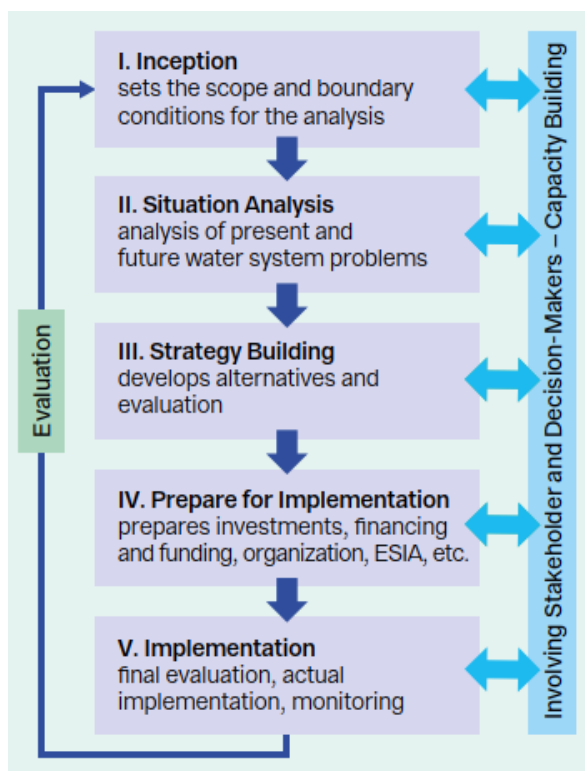 I. Inception
sets the scope and boundary
conditions for the analysis
II. Situation Analysis
analysis of present and
future water system problems
III. Strategy Building
develops alternatives and
evaluation
IV. Prepare for Implementation
prepares investments, financing
and funding, organization, ESIA, etc.
V. Implementation
final evaluation, actual
implementation, monitoring
Evaluation
Involving Stakeholder and Decision-Makers – Capacity Building